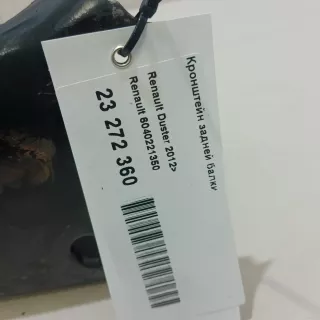 Кронштейн задней балки
Renault Duster 2012>
Renault 8040221350
23 272 360